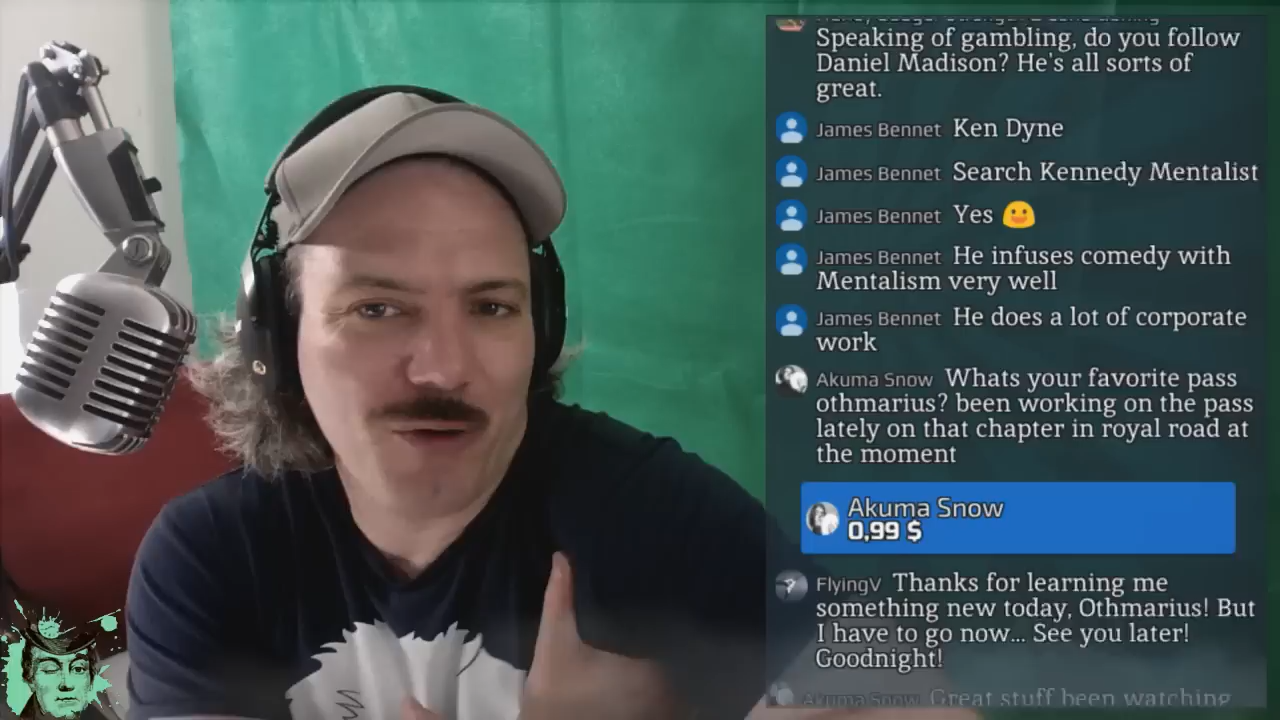 Speaking of gambling, do you follow
Daniel Madison? He's all sorts of
great.
James Bennet Ken Dyne
James Bennet Search Kennedy Mentalist
James Bennet Yes
James Bennet He infuses comedy with
Mentalism very well
James Bennet He does a lot of corporate
work
Akuma Snow Whats your favorite pass
othmarius? been working on the pass
lately on that chapter in royal road at
the moment
Akuma Snow
0,99 $
FlyingV Thanks for learning me
something new today, Othmarius! But
I have to go now... See you later!
Goodnight!
Akuma Snow Great stuff been watching